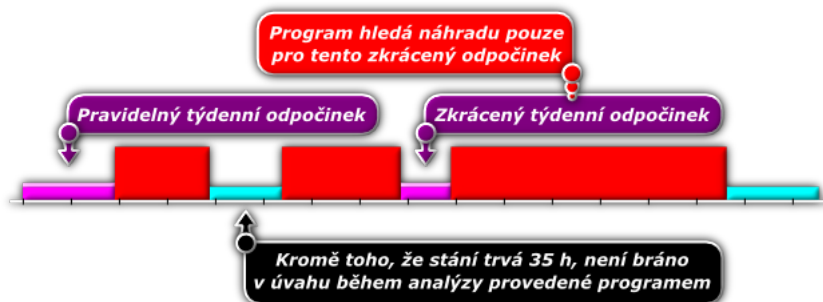 Program hledá náhradu pouze
pro tento zkrácený odpočinek
Pravidelný týdenní odpočinek
Zkrácený týdenní odpočinek
Kromě toho, že stání trvá 35 h, není bráno
v úvahu během analýzy provedené programem